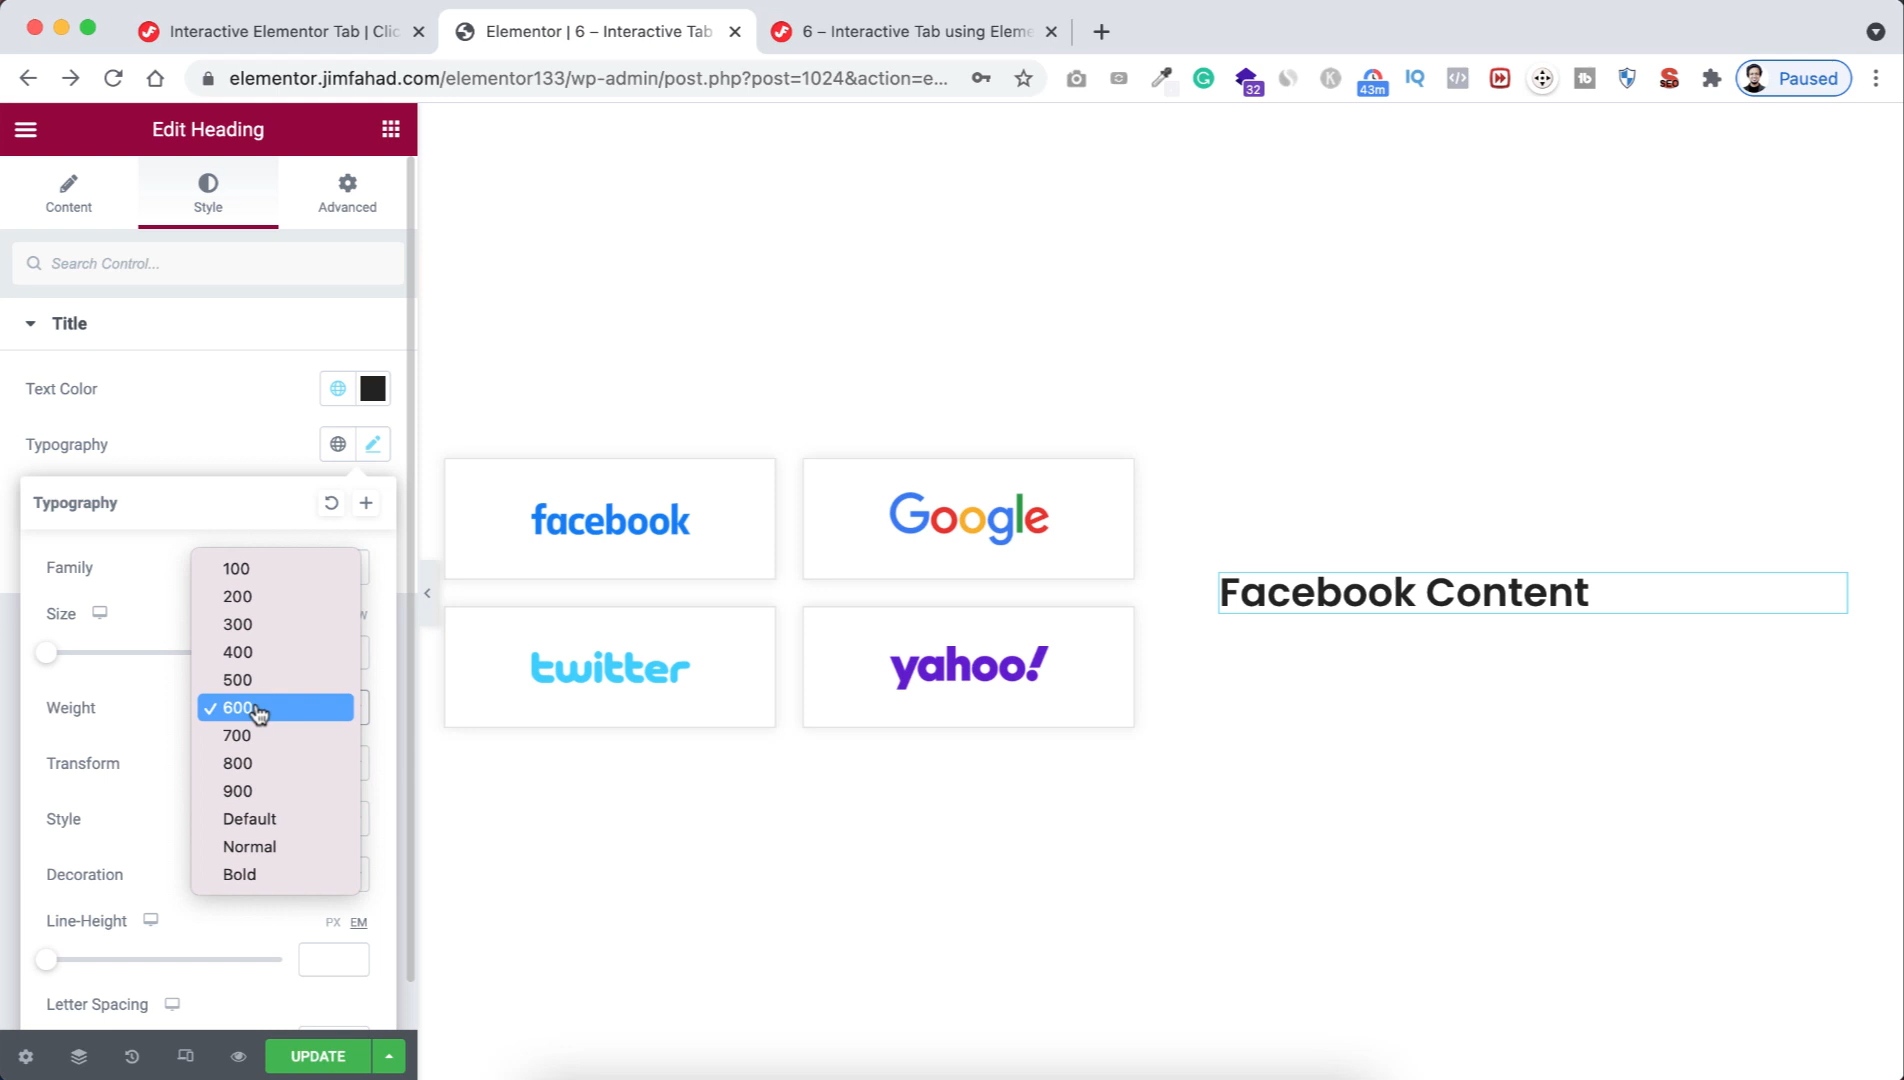 Interactive Elementor Tab | Clic
Elementor | 6 – Interactive Tab
6 – Interactive Tab using Eleme
elementor.jimfahad.com/elementor133/wp-admin/post.php?post=1024&action=e...
32
43m
IQ
SEO
Paused
Edit Heading
Content
Style
Advanced
Search Control...
Title
Text Color
Typography
Typography
Family
Size
Weight
Transform
Style
Decoration
100
200
300
400
500
✓ 600
700
800
900
Default
Normal
Bold
Line-Height
PX EM
Letter Spacing
UPDATE
facebook
Google
twitter
yahoo!
Facebook Content